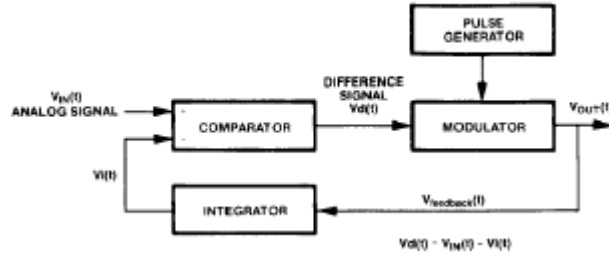 PULSE
GENERATOR
DIFFERENCE
SIGNAL
Vd(t)
VIN(t)
ANALOG SIGNAL
COMPARATOR
MODULATOR
VOUT(t)
VI(t)
INTEGRATOR
Vfeedback(t)
Vd(t) - VIN(t) - VI(t)